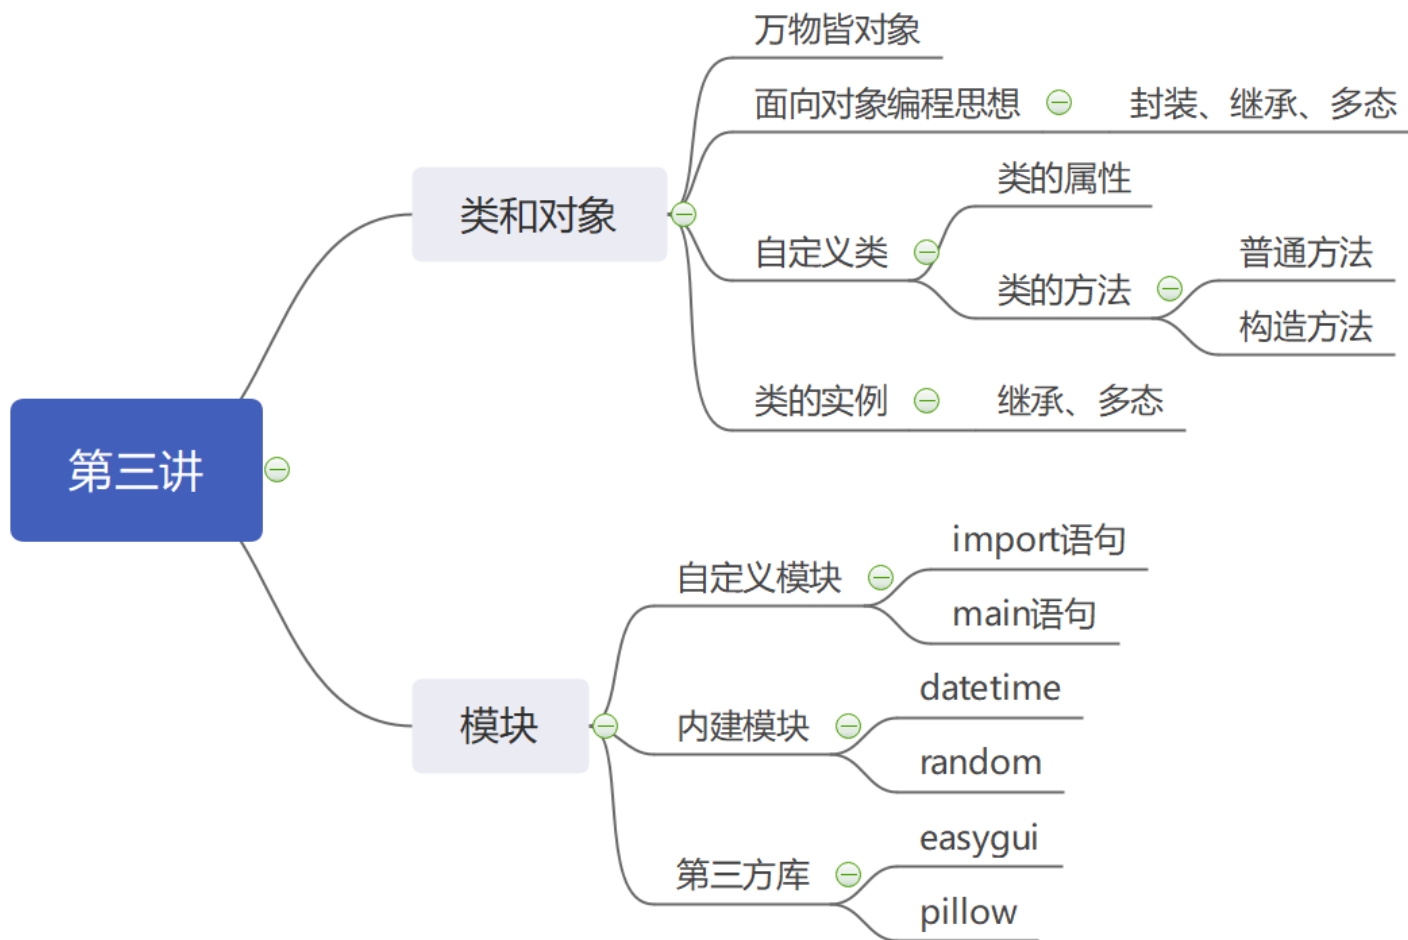 万物皆对象
面向对象编程思想
封装、继承、多态
类的属性
类和对象
自定义类
普通方法
类的方法
构造方法
类的实例
继承、多态
第三讲
import语句
自定义模块
main语句
datetime
模块
内建模块
random
easygui
第三方库
pillow